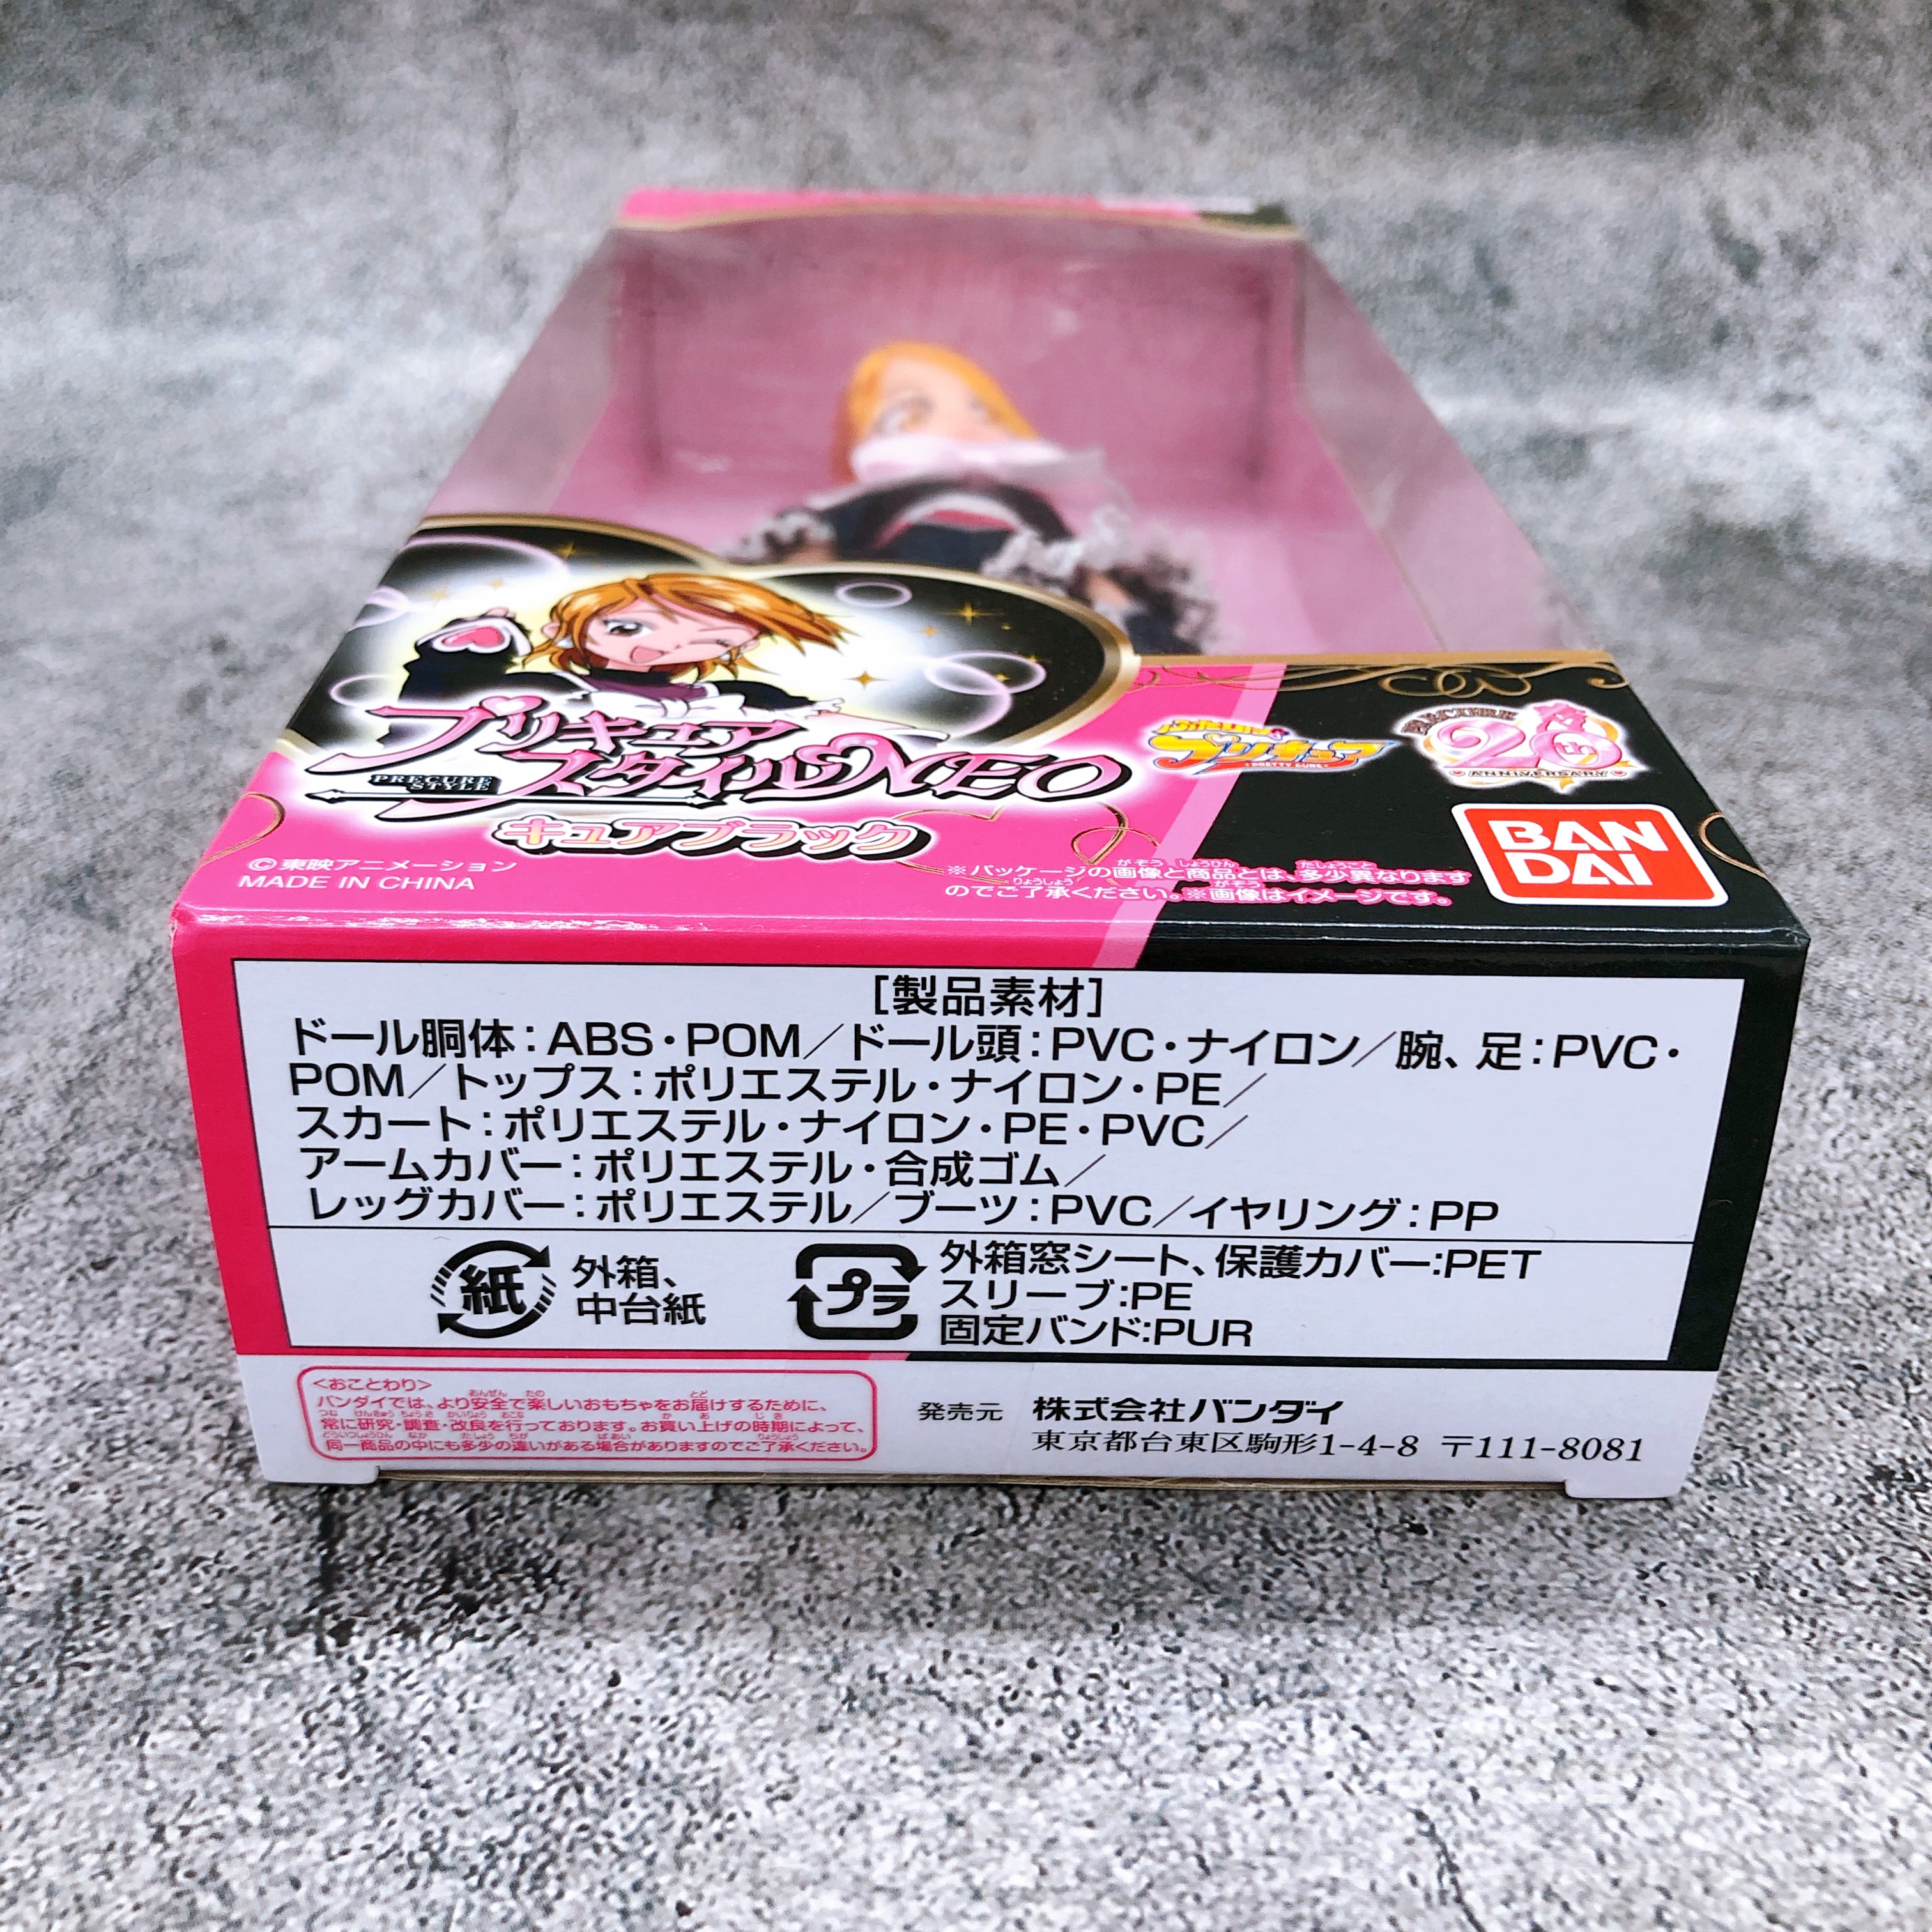 プリキュア
スタイルNEO
PRECURE
STYLE
キュアブラック
プリキュア
PRETTY CURE
PRECURE
20th
ANNIVERSARY
BAN
DAI
©東映アニメーション
MADE IN CHINA
※パッケージの画像と商品とは、多少異なります
のでご了承ください。※画像はイメージです。
[製品素材]
ドール胴体:ABS・POM/ドール頭:PVC・ナイロン/腕、足:PVC・
POM/トップス:ポリエステル・ナイロン・PE/
スカート:ポリエステル・ナイロン・PE・PVC/
アームカバー:ポリエステル・合成ゴム/
レッグカバー:ポリエステル/ブーツ:PVC/イヤリング:PP
紙
外箱、
中台紙
プラ
外箱窓シート、保護カバー:PET
スリーブ:PE
固定バンド:PUR
<おことわり>
バンダイでは、より安全で楽しいおもちゃをお届けするために、
常に研究・調査・改良を行っております。お買い上げの時期によって、
同一商品の中にも多少の違いがある場合がありますのでご了承ください。
発売元 株式会社バンダイ
東京都台東区駒形1-4-8 〒111-8081